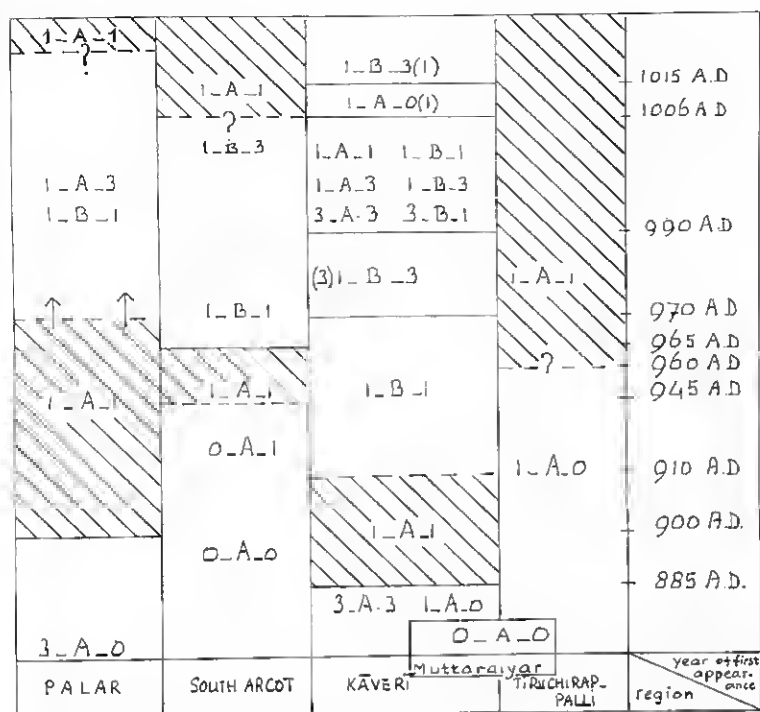 1_A_1
?
1_A_3
1_B_1
1_A_1
3_A_0
PALAR
1_A_1
?
1_B_3
1_B_1
1_A_1
0_A_1
0_A_0
SOUTH ARCOT
1_B_3(1)
1_A_0(1)
1_A_1 1_B_1
1_A_3 1_B_3
3_A.3 3_B_1
(3)1_B_3
1_B_1
1_A_1
3_A.3 1_A_0
KĀVERI
0_A_0
Muttaraiyar
1_A_1
?
1_A_0
TIRUCHIRAP_
PALLI
1015 A.D
1006 A.D
990 A.D
970 A.D
965 A.D
960 A.D
945 A.D
910 A.D
900 A.D.
885 A.D.
year of first
appear-
ance
region